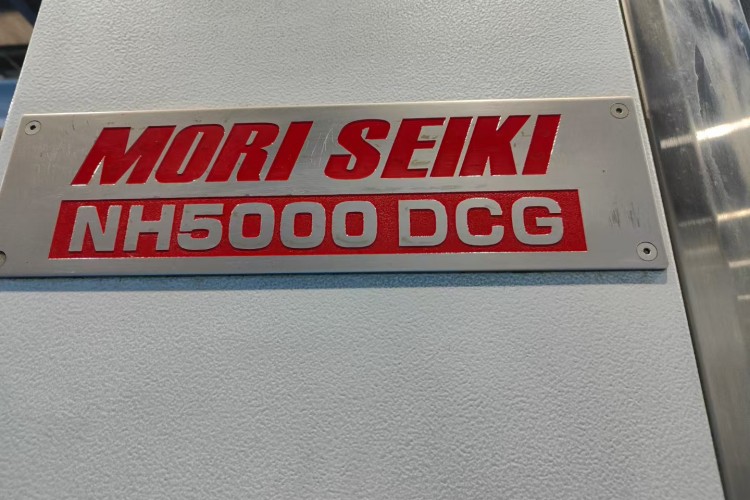 MORI SEIKI
NH5000 DCG